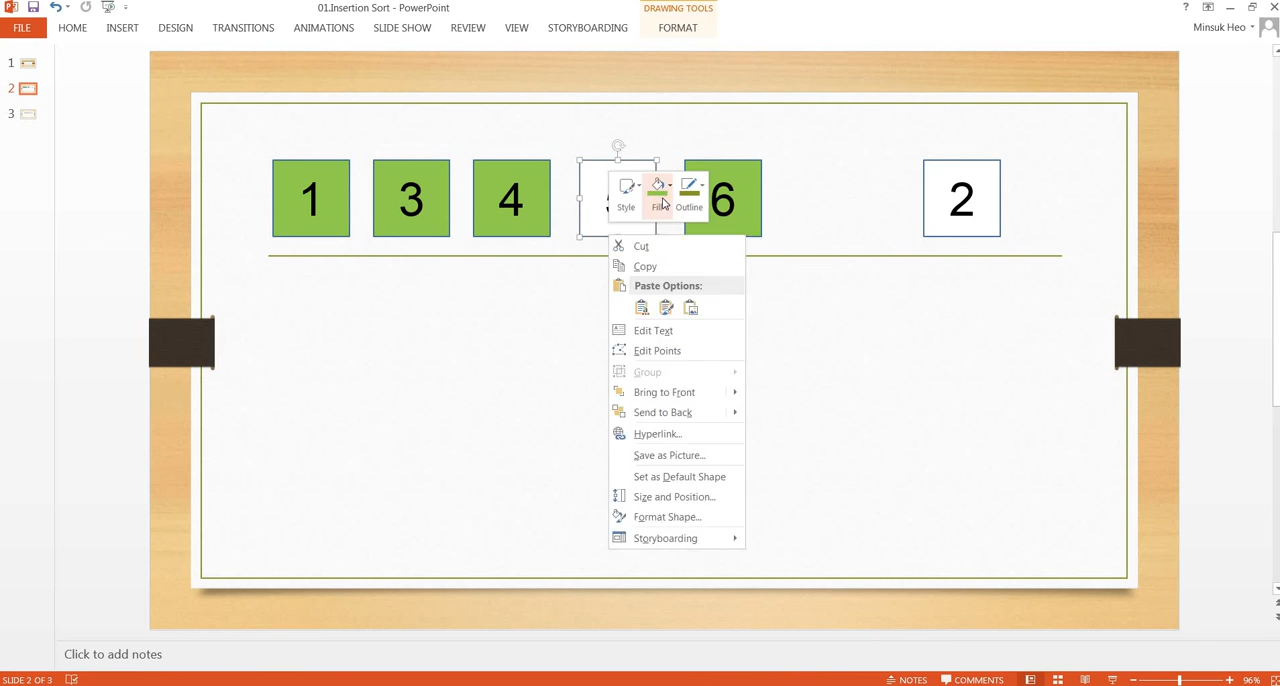 01.Insertion Sort - PowerPoint
DRAWING TOOLS
?
FILE HOME INSERT DESIGN TRANSITIONS ANIMATIONS SLIDE SHOW REVIEW VIEW STORYBOARDING FORMAT
Minsuk Heo
1
2
3
1 3 4 6 2
Style Fill Outline
Cut
Copy
Paste Options:
Edit Text
Edit Points
Group
Bring to Front
Send to Back
Hyperlink...
Save as Picture...
Set as Default Shape
Size and Position...
Format Shape...
Storyboarding
Click to add notes
SLIDE 2 OF 3 NOTES COMMENTS 96%